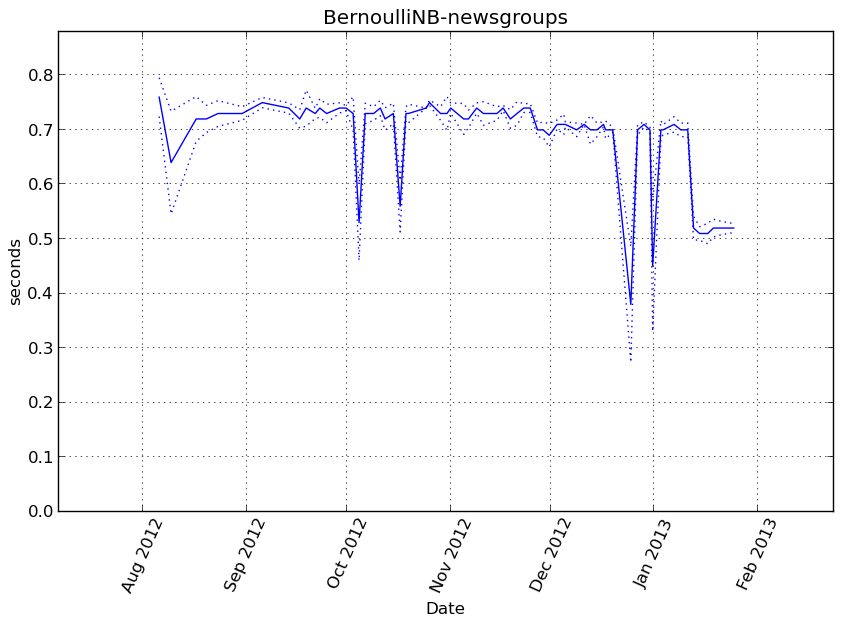 BernoulliNB-newsgroups
0.8
0.7
0.6
0.5
0.4
0.3
0.2
0.1
0.0
seconds
Aug 2012
Sep 2012
Oct 2012
Nov 2012
Dec 2012
Jan 2013
Feb 2013
Date